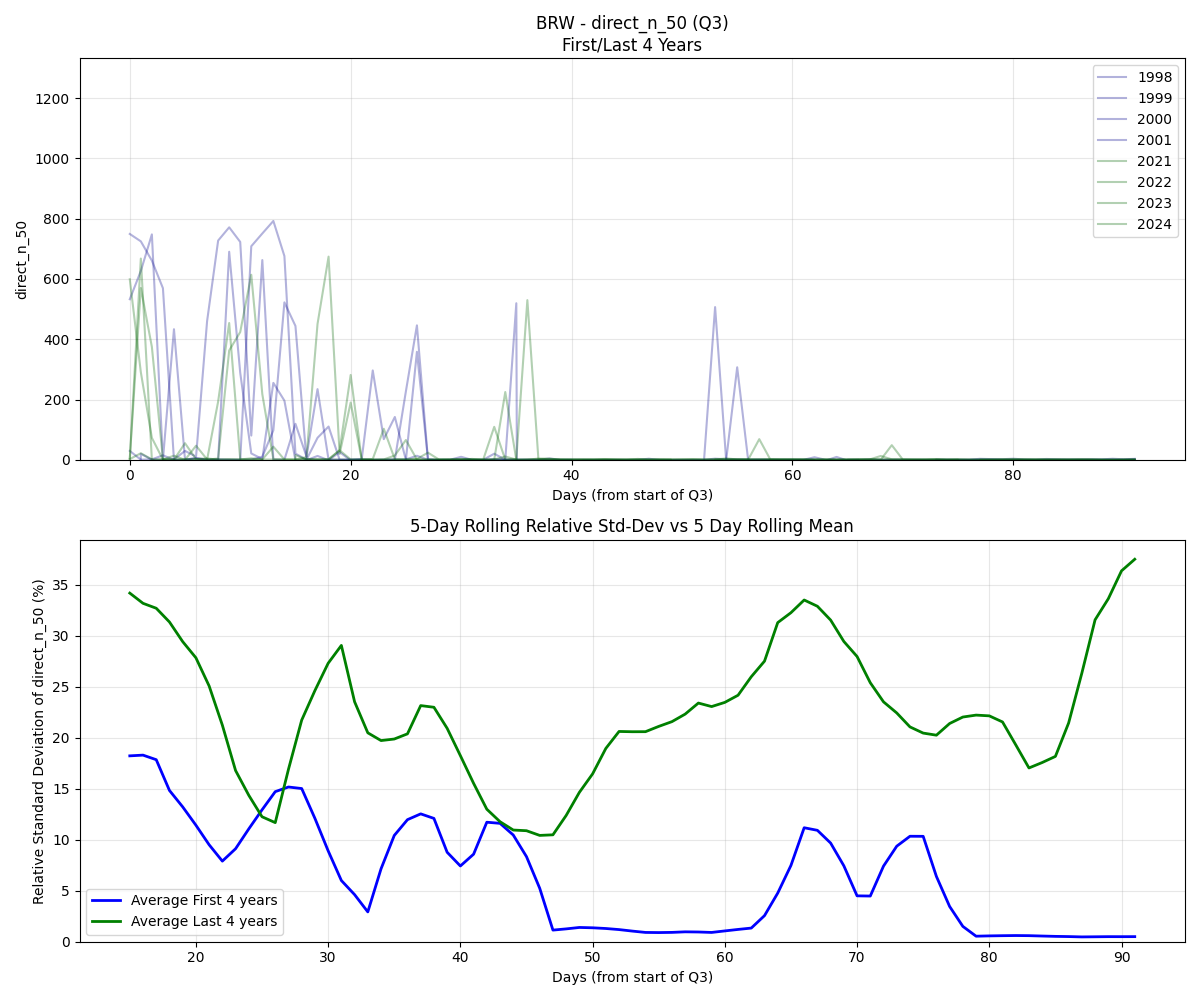 BRW - direct_n_50 (Q3)
First/Last 4 Years
1200
1000
800
600
400
200
0
direct_n_50
0 20 40 60 80
Days (from start of Q3)
1998
1999
2000
2001
2021
2022
2023
2024
5-Day Rolling Relative Std-Dev vs 5 Day Rolling Mean
35
30
25
20
15
10
5
0
Relative Standard Deviation of direct_n_50 (%)
Average First 4 years
Average Last 4 years
20 30 40 50 60 70 80 90
Days (from start of Q3)